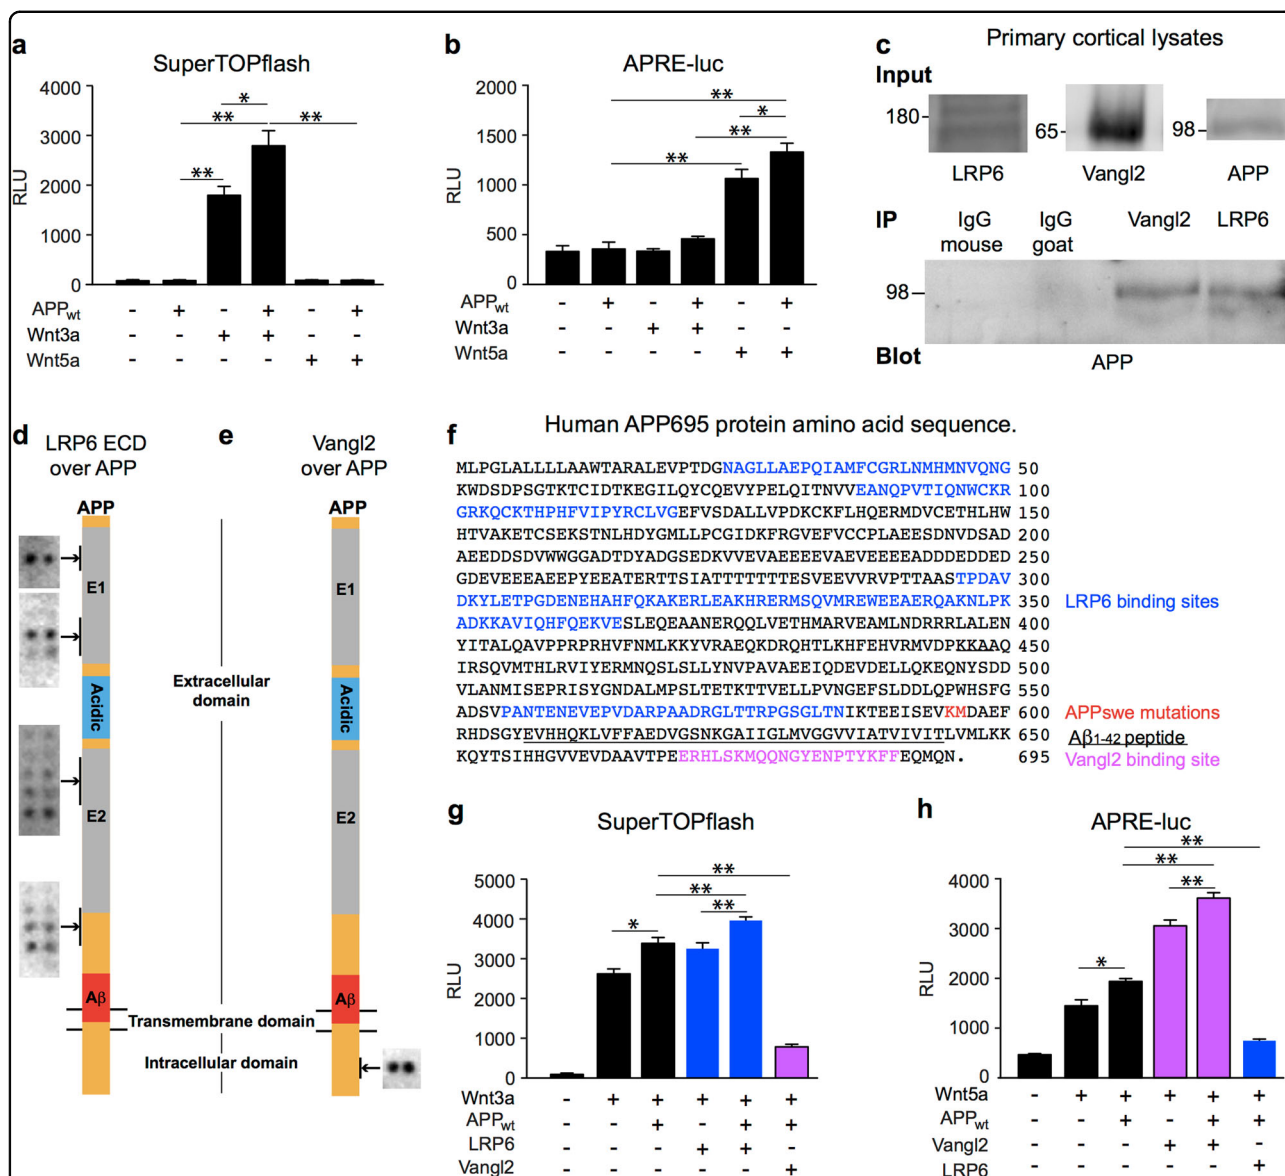 a
SuperTOPflash
4000
3000
2000
1000
0
RLU
APPwt - + - + - +
Wnt3a - - + + - -
Wnt5a - - - - + +
* ** ** **
b
APRE-luc
2000
1500
1000
500
0
RLU
APPwt - + - + - +
Wnt3a - - + + - -
Wnt5a - - - - + +
** * ** **
c
Primary cortical lysates
Input
180 65 98
LRP6 Vangl2 APP
IP
IgG mouse IgG goat Vangl2 LRP6
98
Blot APP
d
LRP6 ECD
over APP
APP
E1
Acidic
E2
Aβ
Extracellular
domain
Transmembrane domain
Intracellular domain
e
Vangl2
over APP
APP
E1
Acidic
E2
Aβ
f
Human APP695 protein amino acid sequence.
MLPGLALLLLAAWTARALEVPTDGNAGLLAEPQIAMFCGRLNMHMNVQNG 50
KWDSDPSGTKTCIDTKEGILQYCQEVYPELQITNVVEANQPVTIQNWCKR 100
GRKQCKTHPHFVIPYRCLVGEFVSDALLVPDKCKFLHQERMDVCETHLHW 150
HTVAKETCSEKSTNLHDYGMLLPCGIDKFRGVEFVCCPLAEESDNVDSAD 200
AEEDDSDVWWGGADTDYADGSEDKVVEVAEEEEVAEVEEEEADDDEDDED 250
GDEVEEEAEEPYEEATERTTSIATTTTTTTESVEEVVRVPTTAASTPDAV 300
DKYLETPGDENEHAHFQKAKERLEAKHRERMSQVMREWEEAERQAKNLPK 350
LRP6 binding sites
ADKKAVIQHFQEKVESLEQEAANERQQLVETHMARVEAMLNDRRRLALEN 400
YITALQAVPPRPRHVFNMLKKYVRAEQKDRQHTLKHFEHVRMVDPKKAAQ 450
IRSQVMTHLRVIYERMNQSLSLLYNVPAVAEEIQDEVDELLQKEQNYSDD 500
VLANMISEPRISYGNDALMPSLTETKTTVELLPVNGEFSLDDLQPWHSFG 550
ADSVPANTENEVEPVDARPAADRGLTTRPGSGLTNIKTEEISEVKMDAEF 600
APPswe mutations
RHDSGYEVHHQKLVFFAEDVGSNKGAIIGLMVGGVVIATVIVITLVMLKK 650
Aβ1-42 peptide
KQYTSIHHGVVEVDAAVTPEERHLSKMQQNGYENPTYKFFEQMQN. 695
Vangl2 binding site
g
SuperTOPflash
5000
4000
3000
2000
1000
0
RLU
Wnt3a - + + + + +
APPwt - - + - + +
LRP6 - - - + + -
Vangl2 - - - - - +
** ** ** *
h
APRE-luc
4000
3000
2000
1000
0
RLU
Wnt5a - + + + + +
APPwt - - + - + +
Vangl2 - - - + + -
LRP6 - - - - - +
** ** ** *